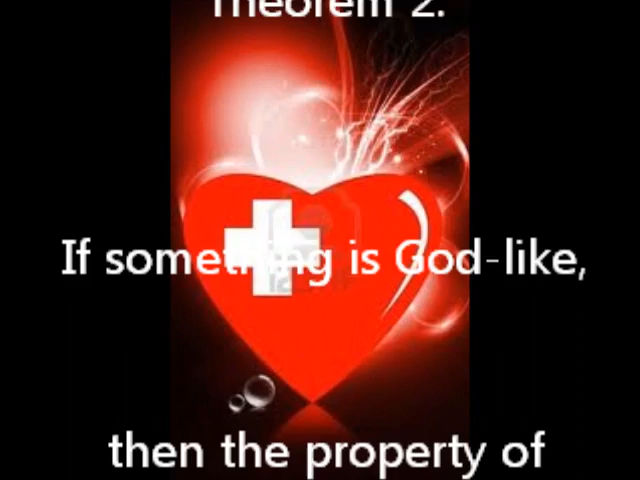 Theorem 2:
If something is God-like,
then the property of